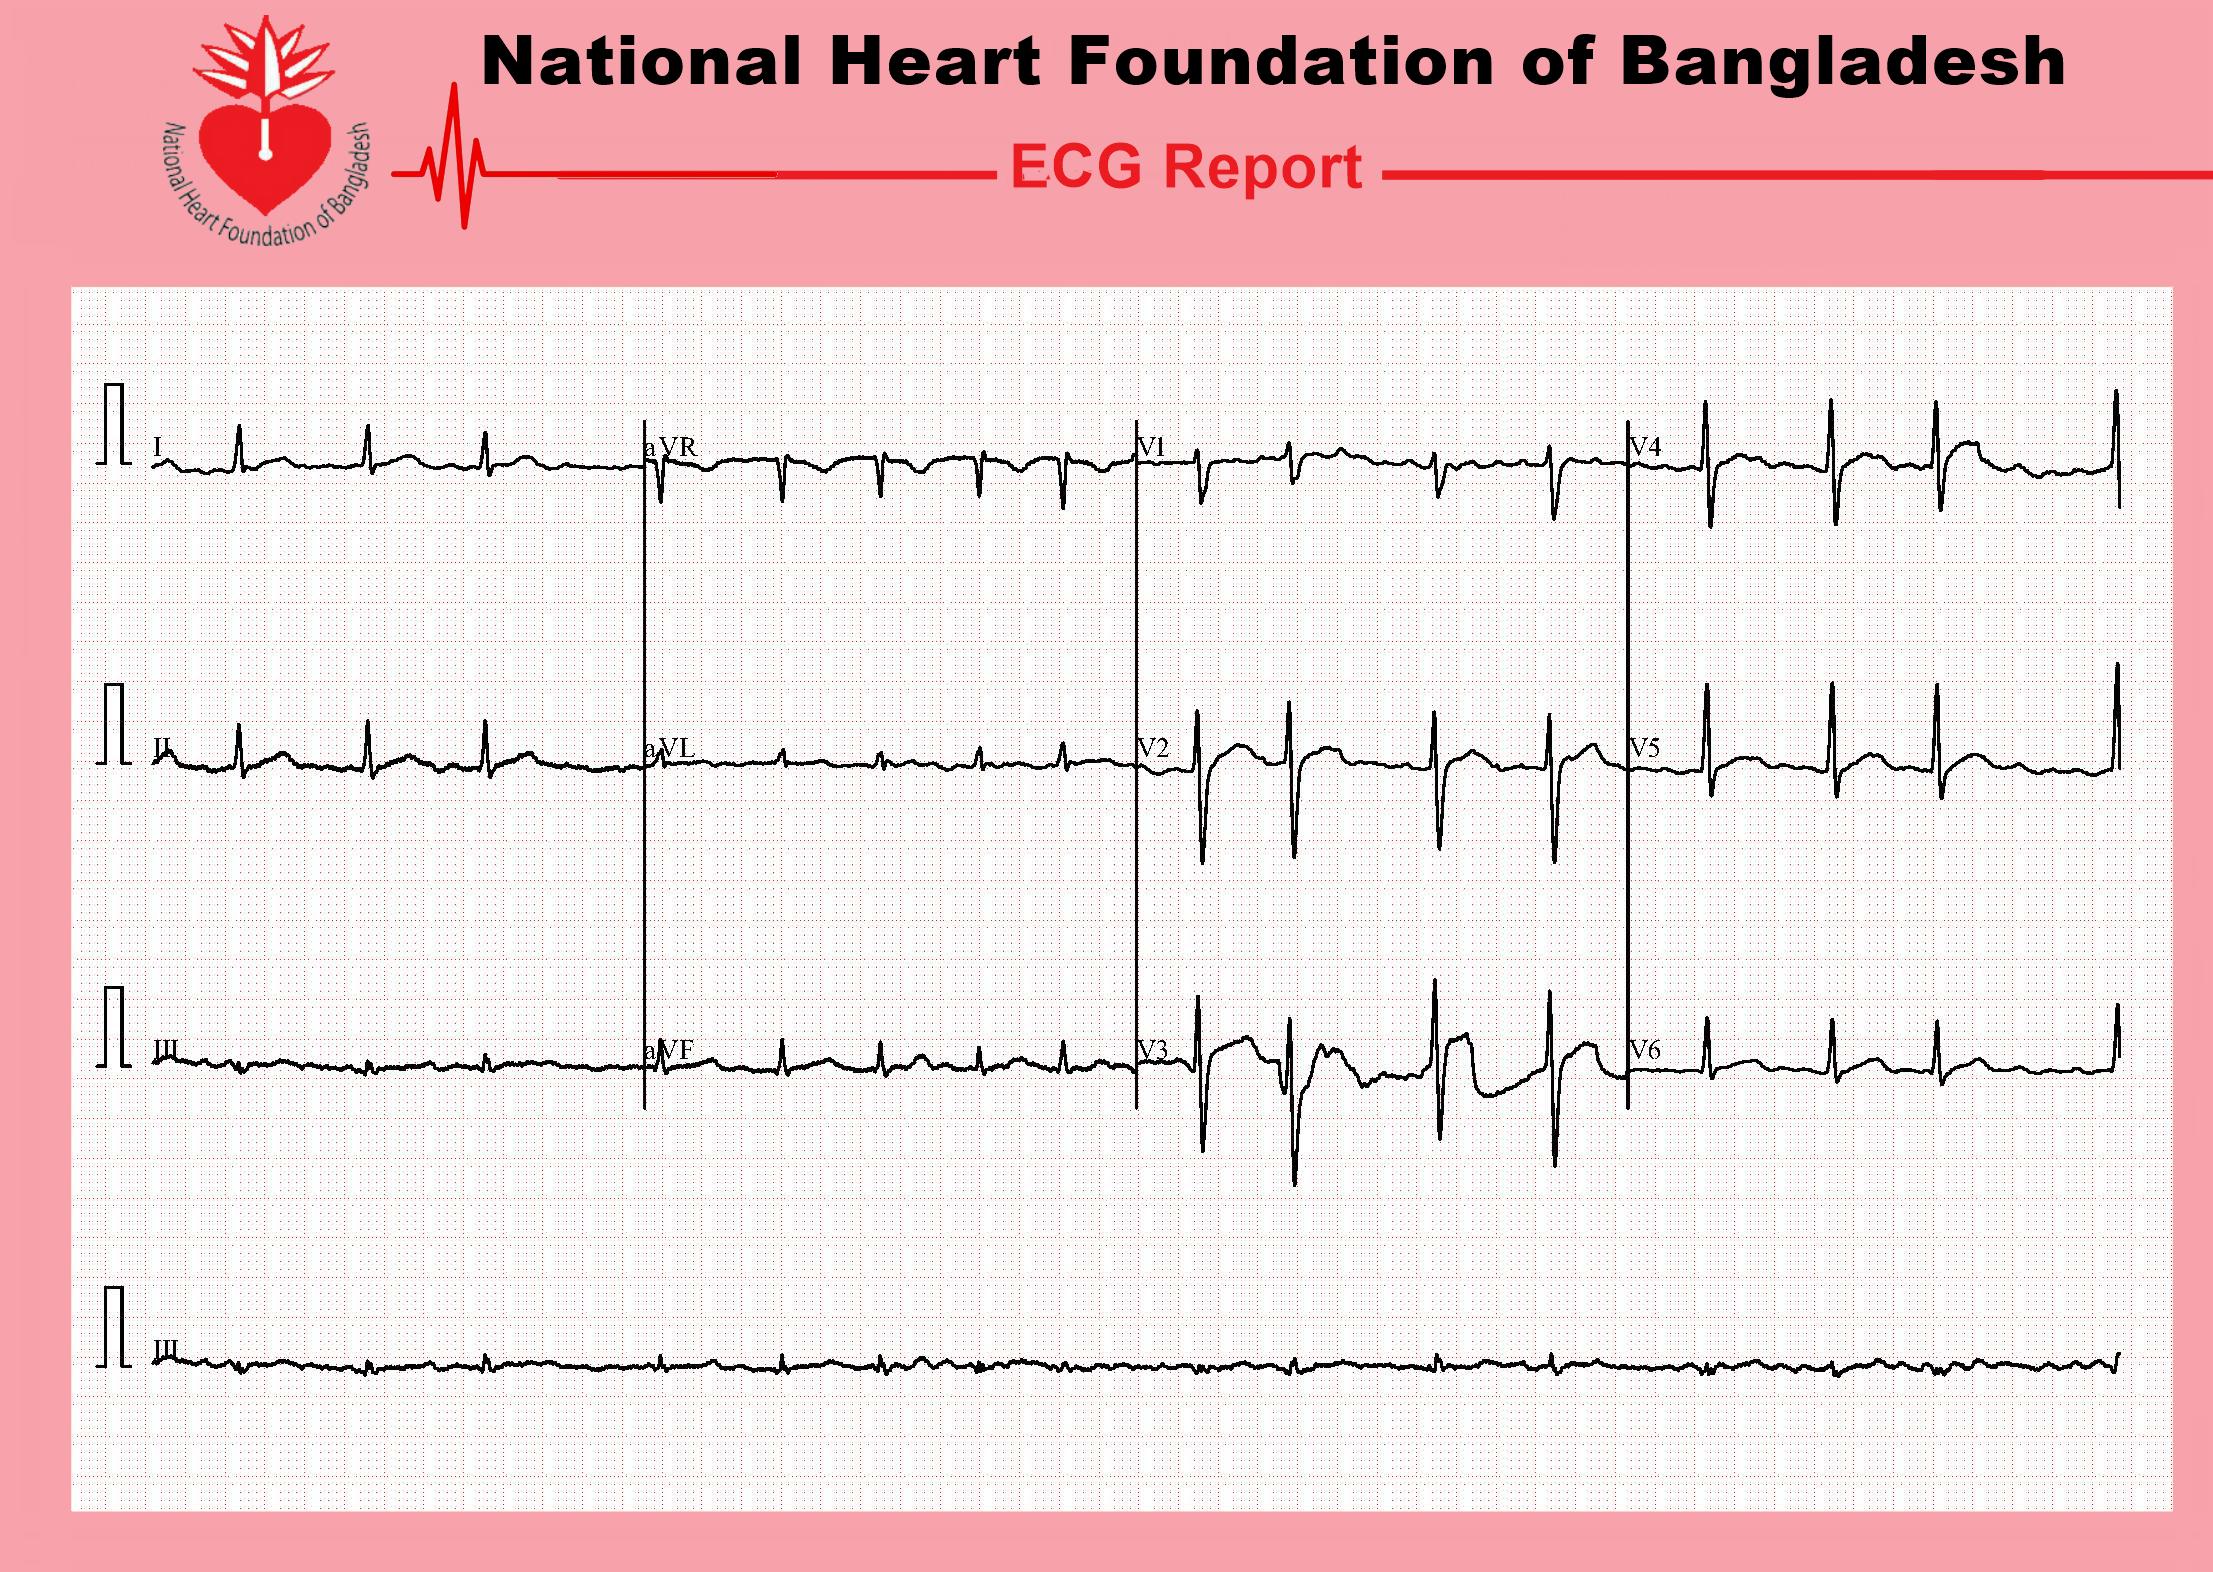 National Heart Foundation of Bangladesh
National Heart Foundation of Bangladesh
ECG Report
I aVR V1 V4
II aVL V2 V5
III aVF V3 V6
III